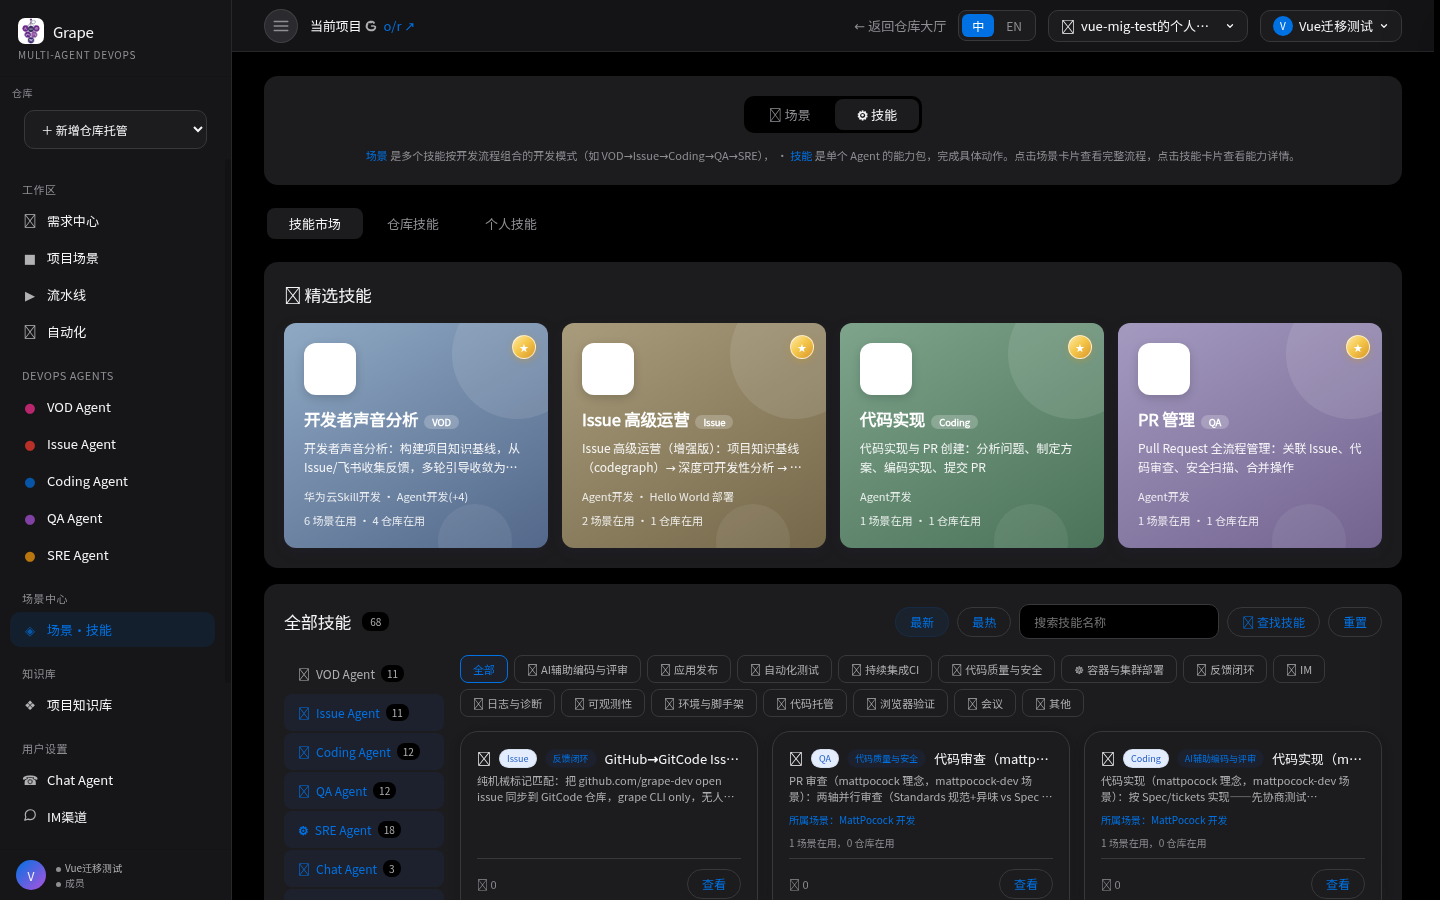 Grape
MULTI-AGENT DEVOPS
仓库
+ 新增仓库托管
工作区
需求中心
项目场景
流水线
自动化
DEVOPS AGENTS
VOD Agent
Issue Agent
Coding Agent
QA Agent
SRE Agent
场景中心
场景·技能
知识库
项目知识库
用户设置
Chat Agent
IM渠道
V
Vue迁移测试
成员
当前项目 G o/r ↗
← 返回仓库大厅
中 EN
vue-mig-test的个人…
V Vue迁移测试
场景 技能
场景 是多个技能按开发流程组合的开发模式（如 VOD→Issue→Coding→QA→SRE）， · 技能 是单个 Agent 的能力包，完成具体动作。点击场景卡片查看完整流程，点击技能卡片查看能力详情。
技能市场 仓库技能 个人技能
精选技能
开发者声音分析 VOD
开发者声音分析：构建项目知识基线，从
Issue/飞书收集反馈，多轮引导收敛为…
华为云Skill开发 · Agent开发(+4)
6 场景在用 · 4 仓库在用
Issue 高级运营 Issue
Issue 高级运营（增强版）：项目知识基线
（codegraph）→ 深度可开发性分析 → …
Agent开发 · Hello World 部署
2 场景在用 · 1 仓库在用
代码实现 Coding
代码实现与 PR 创建：分析问题、制定方
案、编码实现、提交 PR
Agent开发
1 场景在用 · 1 仓库在用
PR 管理 QA
Pull Request 全流程管理：关联 Issue、代
码审查、安全扫描、合并操作
Agent开发
1 场景在用 · 1 仓库在用
全部技能 68
最新 最热 搜索技能名称 查找技能 重置
VOD Agent 11
Issue Agent 11
Coding Agent 12
QA Agent 12
SRE Agent 18
Chat Agent 3
全部 AI辅助编码与评审 应用发布 自动化测试 持续集成CI 代码质量与安全 容器与集群部署 反馈闭环 IM
日志与诊断 可观测性 环境与脚手架 代码托管 浏览器验证 会议 其他
Issue 反馈闭环 GitHub→GitCode Iss…
纯机械标记匹配：把 github.com/grape-dev open
issue 同步到 GitCode 仓库，grape CLI only，无人…
0 查看
QA 代码质量与安全 代码审查（mattp…
PR 审查（mattpocock 理念，mattpocock-dev 场
景）：两轴并行审查（Standards 规范+异味 vs Spec …
所属场景：MattPocock 开发
1 场景在用，0 仓库在用
0 查看
Coding AI辅助编码与评审 代码实现（m…
代码实现（mattpocock 理念，mattpocock-dev 场
景）：按 Spec/tickets 实现——先协商测试…
所属场景：MattPocock 开发
1 场景在用，0 仓库在用
0 查看